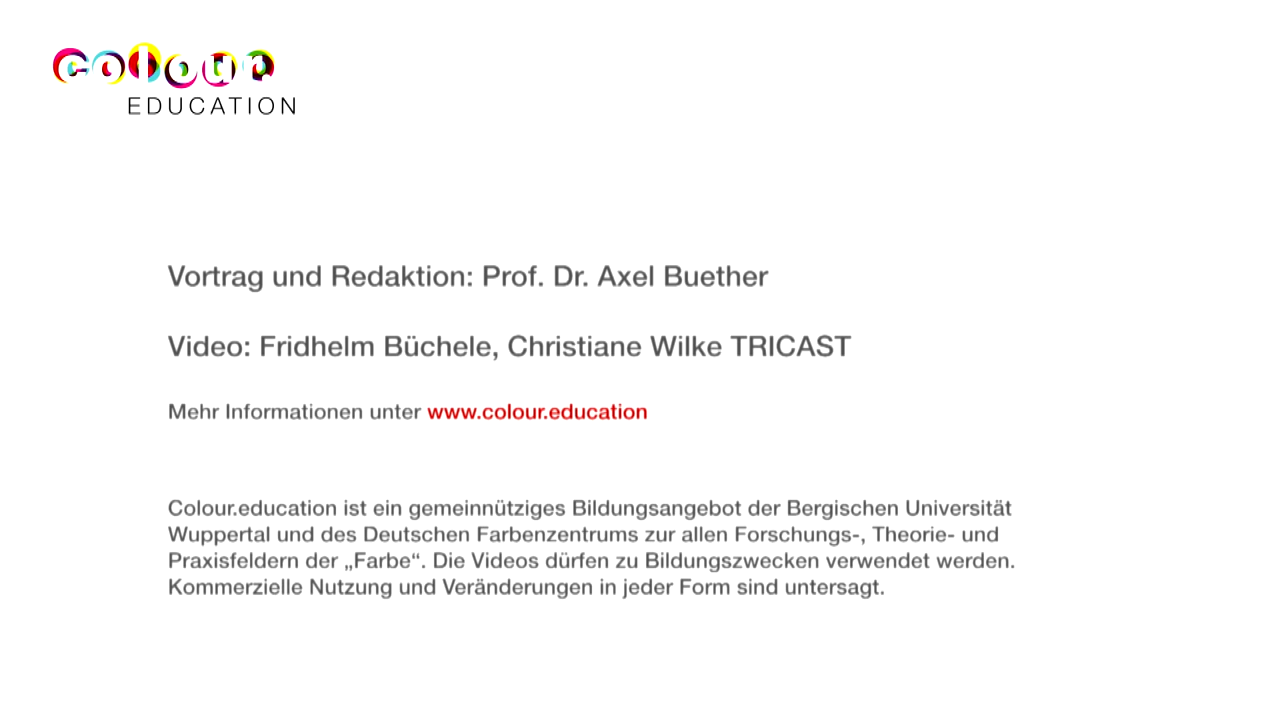 colour
EDUCATION
Vortrag und Redaktion: Prof. Dr. Axel Buether
Video: Fridhelm Büchele, Christiane Wilke TRICAST
Mehr Informationen unter www.colour.education
Colour.education ist ein gemeinnütziges Bildungsangebot der Bergischen Universität
Wuppertal und des Deutschen Farbenzentrums zur allen Forschungs-, Theorie- und
Praxisfeldern der „Farbe“. Die Videos dürfen zu Bildungszwecken verwendet werden.
Kommerzielle Nutzung und Veränderungen in jeder Form sind untersagt.